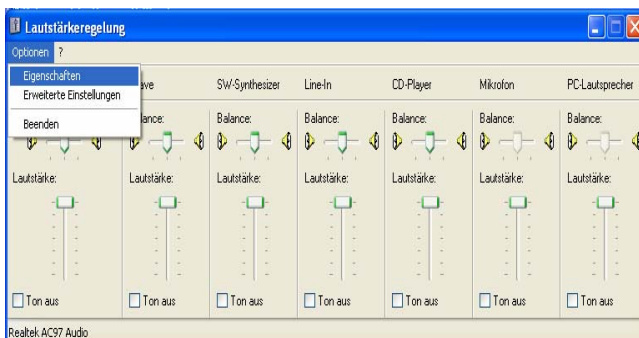 Lautstärkeregelung
Optionen ?
Eigenschaften
Erweiterte Einstellungen
Beenden
SW-Synthesizer Line-In CD-Player Mikrofon PC-Lautsprecher
Balance: Balance: Balance: Balance: Balance:
Lautstärke: Lautstärke: Lautstärke: Lautstärke: Lautstärke: Lautstärke: Lautstärke:
Ton aus Ton aus Ton aus Ton aus Ton aus Ton aus Ton aus
Realtek AC97 Audio